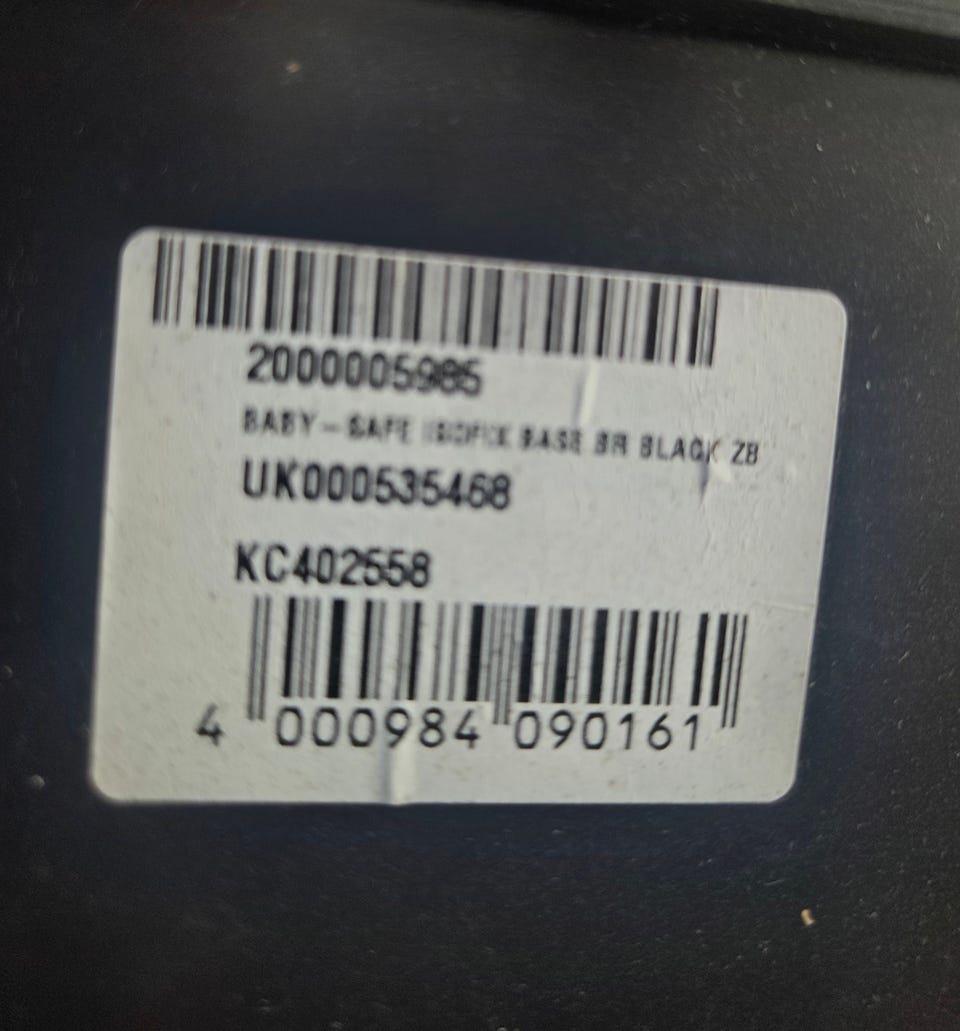 2000005985
BABY-SAFE ISOFIX BASE BR BLACK ZB
UK000535468
KC402558
4 000984 090161